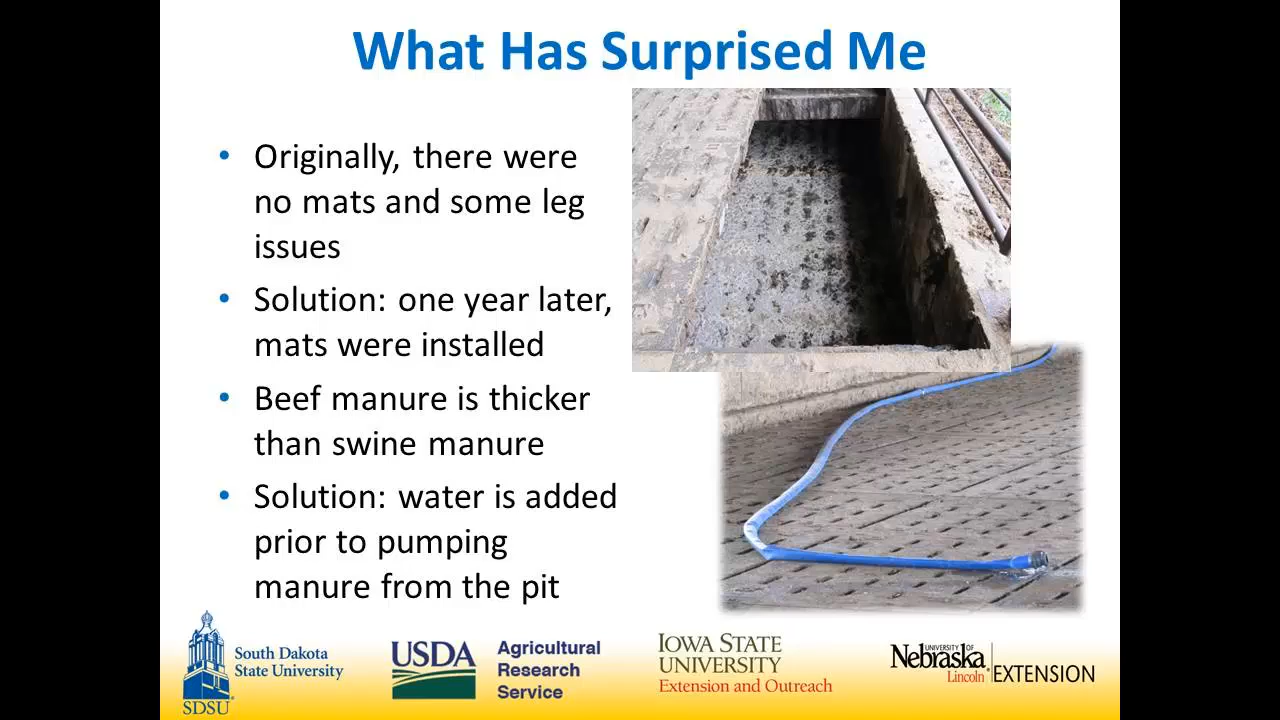 What Has Surprised Me
• Originally, there were
no mats and some leg
issues
• Solution: one year later,
mats were installed
• Beef manure is thicker
than swine manure
• Solution: water is added
prior to pumping
manure from the pit
South Dakota
State University
SDSU
USDA
Agricultural
Research
Service
IOWA STATE
UNIVERSITY
Extension and Outreach
UNIVERSITY OF
Nebraska
Lincoln
EXTENSION